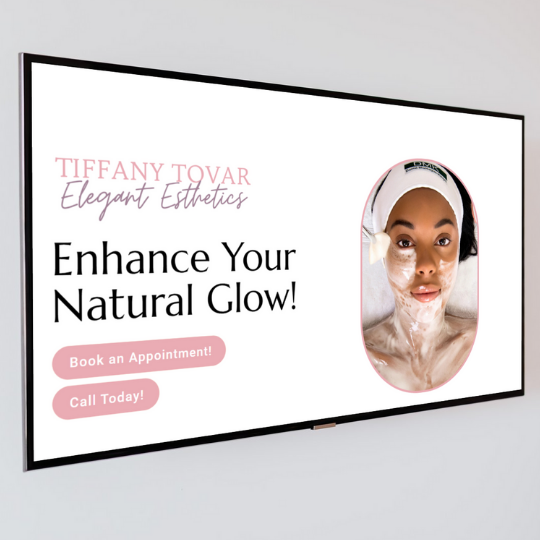 TIFFANY TOVAR
Elegant Esthetics
Enhance Your
Natural Glow!
Book an Appointment!
Call Today!